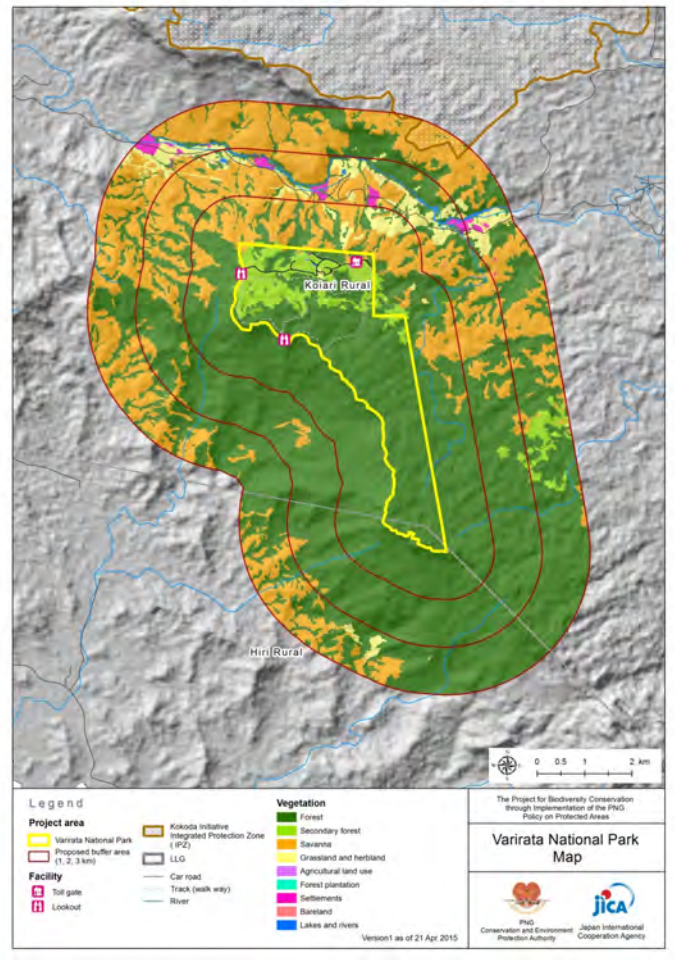 Koiari Rural
Hiri Rural
N
W
E
S
0 0.5 1 2 km
Legend
Project area
Varirata National Park
Proposed buffer area
(1, 2, 3 km)
Facility
Toll gate
Lookout
Kokoda Initiative
Integrated Protection Zone
( IPZ)
LLG
Car road
Track (walk way)
River
Vegetation
Forest
Secondary forest
Savanna
Grassland and herbland
Agricultural land use
Forest plantation
Settlements
Bareland
Lakes and rivers
Version1 as of 21 Apr 2015
The Project for Biodiversity Conservation
through Implementation of the PNG
Policy on Protected Areas
Varirata National Park
Map
PNG
Conservation and Environment
Protection Authority
jICA
Japan International
Cooperation Agency